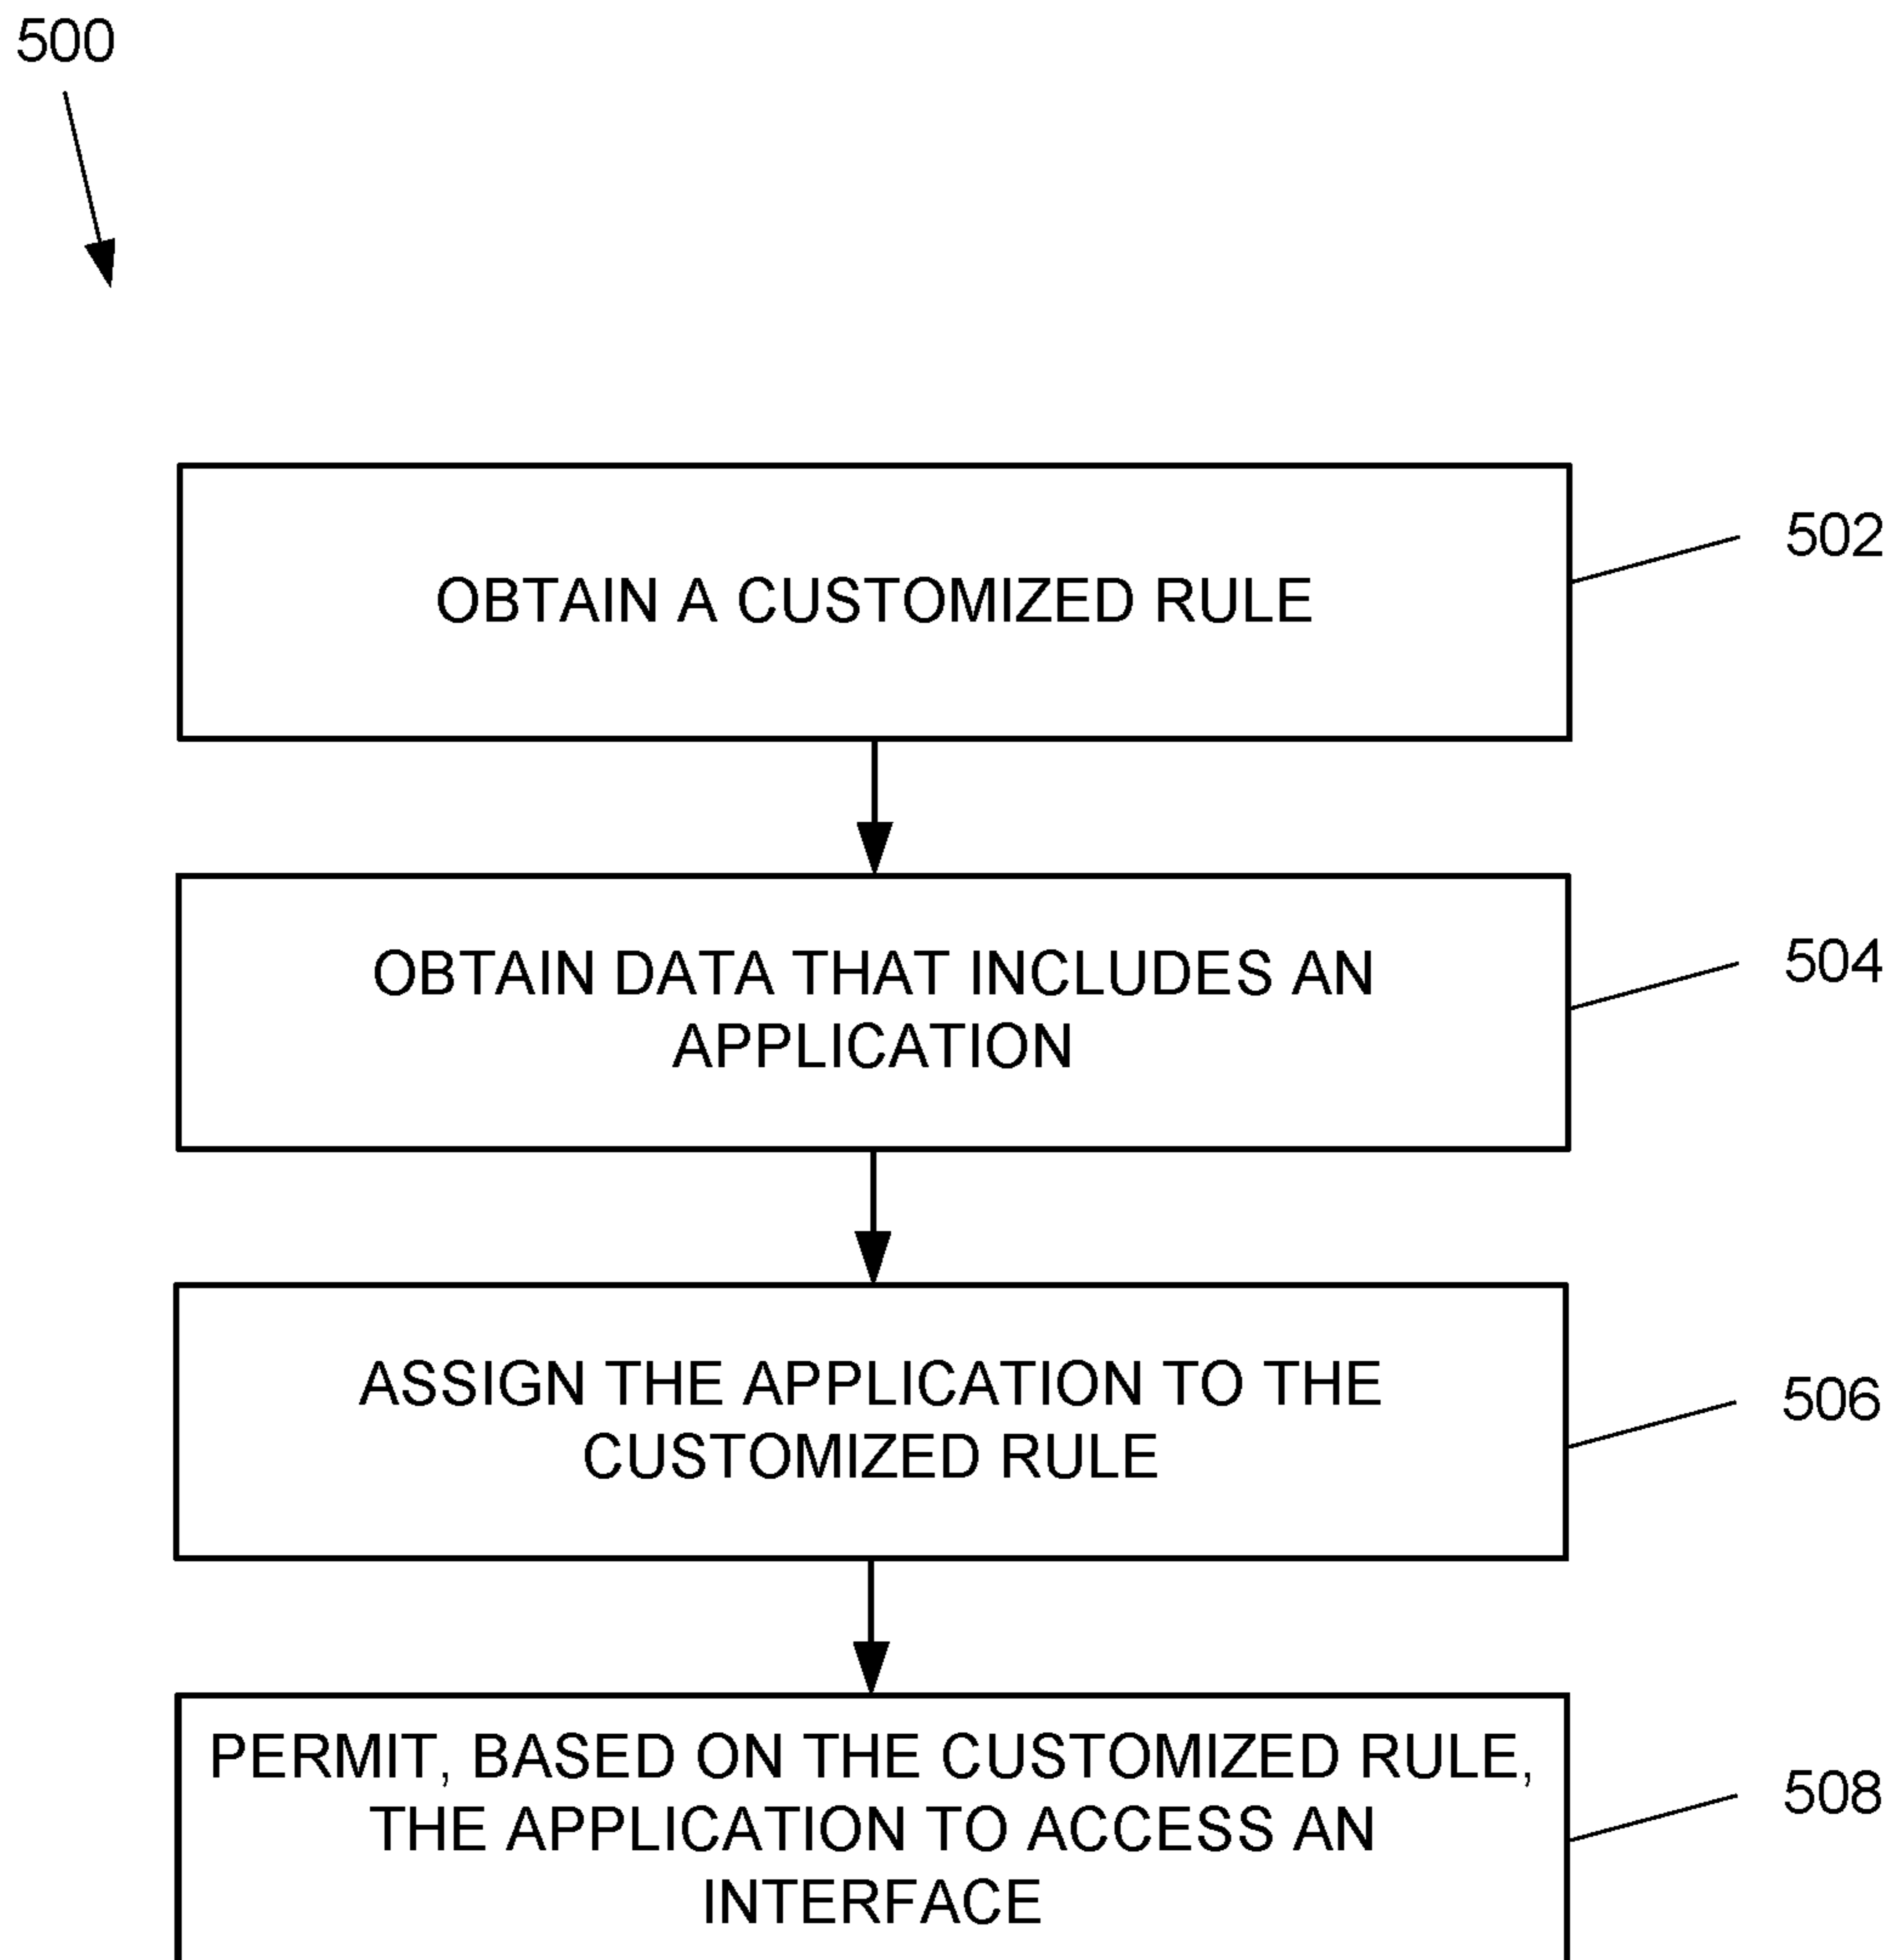 500
OBTAIN A CUSTOMIZED RULE
502
OBTAIN DATA THAT INCLUDES AN
APPLICATION
504
ASSIGN THE APPLICATION TO THE
CUSTOMIZED RULE
506
PERMIT, BASED ON THE CUSTOMIZED RULE,
THE APPLICATION TO ACCESS AN
INTERFACE
508